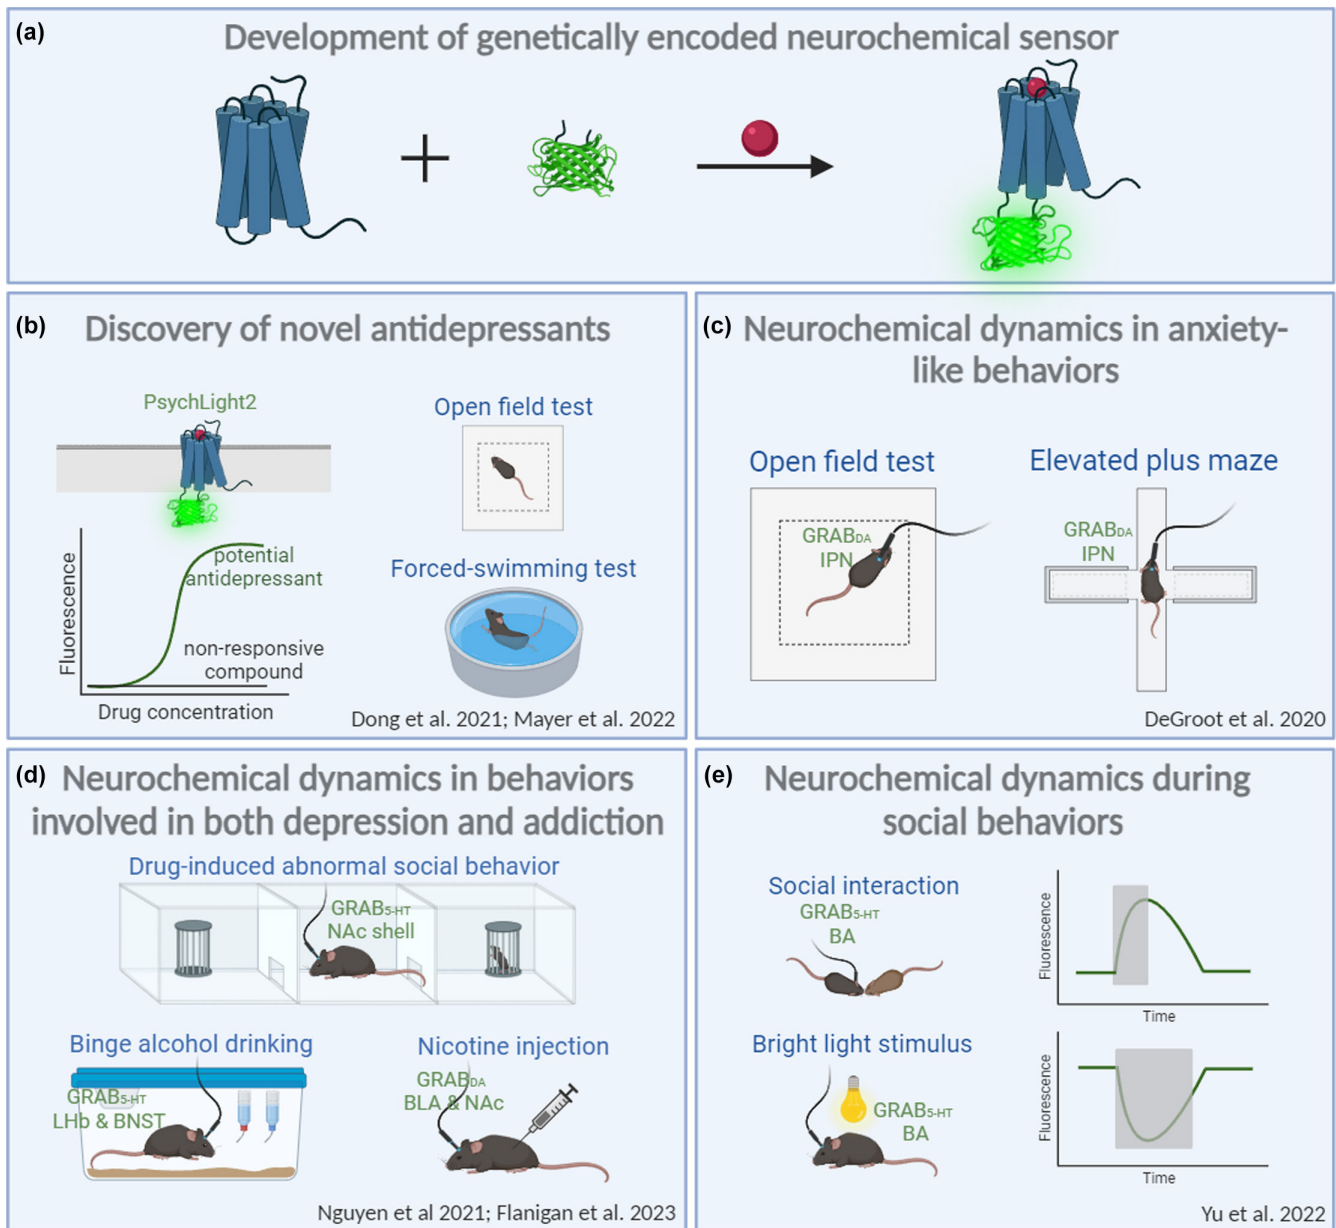 (a)
Development of genetically encoded neurochemical sensor
(b)
Discovery of novel antidepressants
PsychLight2
Fluorescence
potential
antidepressant
non-responsive
compound
Drug concentration
Open field test
Forced-swimming test
Dong et al. 2021; Mayer et al. 2022
(c)
Neurochemical dynamics in anxiety-
like behaviors
Open field test
GRABDA
IPN
Elevated plus maze
GRABDA
IPN
DeGroot et al. 2020
(d)
Neurochemical dynamics in behaviors
involved in both depression and addiction
Drug-induced abnormal social behavior
GRAB5-HT
NAc shell
Binge alcohol drinking
GRAB5-HT
LHb & BNST
Nicotine injection
GRABDA
BLA & NAc
Nguyen et al 2021; Flanigan et al. 2023
(e)
Neurochemical dynamics during
social behaviors
Social interaction
GRAB5-HT
BA
Fluorescence
Time
Bright light stimulus
GRAB5-HT
BA
Fluorescence
Time
Yu et al. 2022